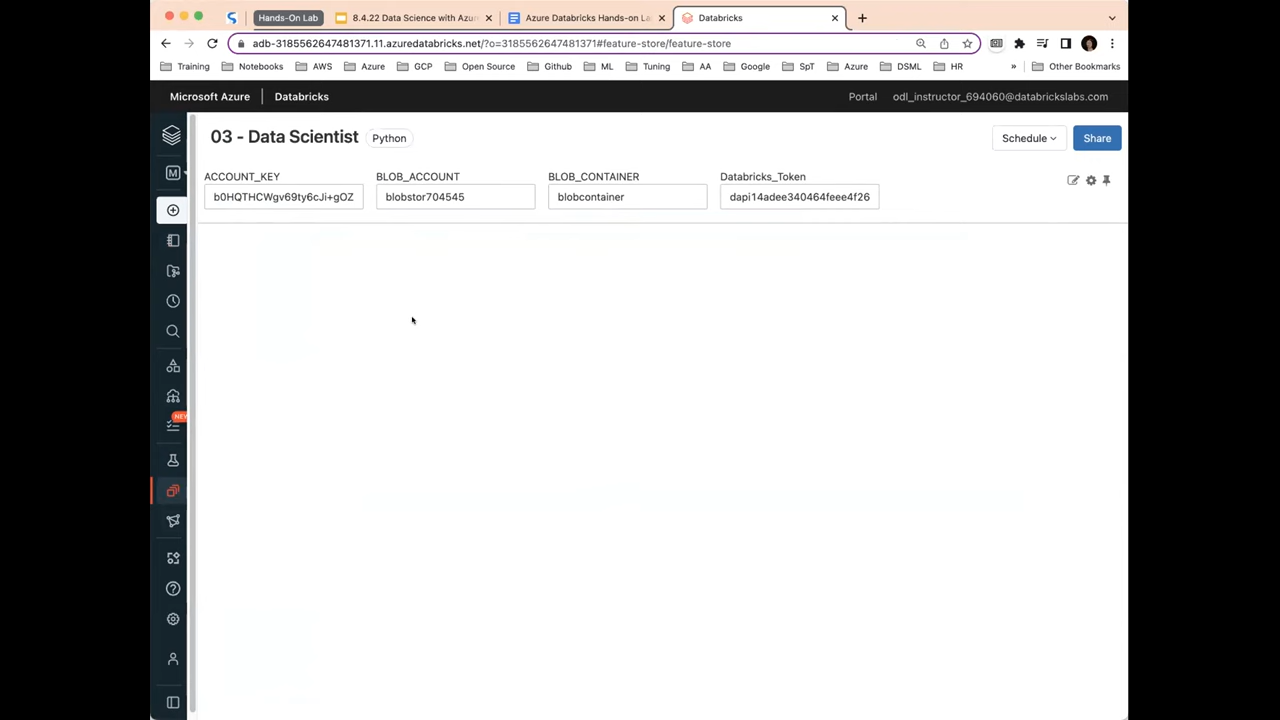 Hands-On Lab
8.4.22 Data Science with Azur
Azure Databricks Hands-on La
Databricks
adb-3185562647481371.11.azuredatabricks.net/?o=3185562647481371#feature-store/feature-store
Training Notebooks AWS Azure GCP Open Source Github ML Tuning AA Google SpT Azure DSML HR » Other Bookmarks
Microsoft Azure Databricks Portal odl_instructor_694060@databrickslabs.com
03 - Data Scientist Python Schedule Share
ACCOUNT_KEY BLOB_ACCOUNT BLOB_CONTAINER Databricks_Token
b0HQTHCWgv69ty6cJi+gOZ blobstor704545 blobcontainer dapi14adee340464feee4f26
M
NEW